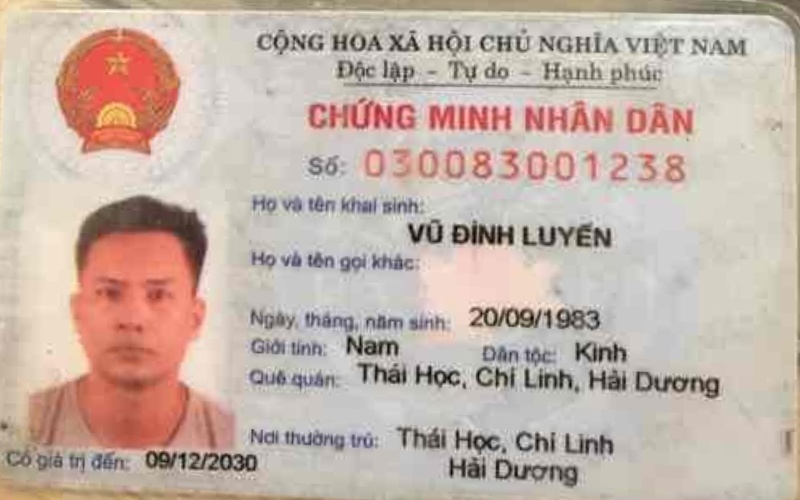 CỘNG HOA XÃ HỘI CHỦ NGHĨA VIỆT NAM
Độc lập - Tự do - Hạnh phúc
CHỨNG MINH NHÂN DÂN
Số: 030083001238
Họ và tên khai sinh:
VŨ ĐÌNH LUYẾN
Họ và tên gọi khác:
Ngày, tháng, năm sinh: 20/09/1983
Giới tính: Nam Dân tộc: Kinh
Quê quán: Thái Học, Chí Linh, Hải Dương
Nơi thường trú: Thái Học, Chí Linh
Hải Dương
Có giá trị đến: 09/12/2030